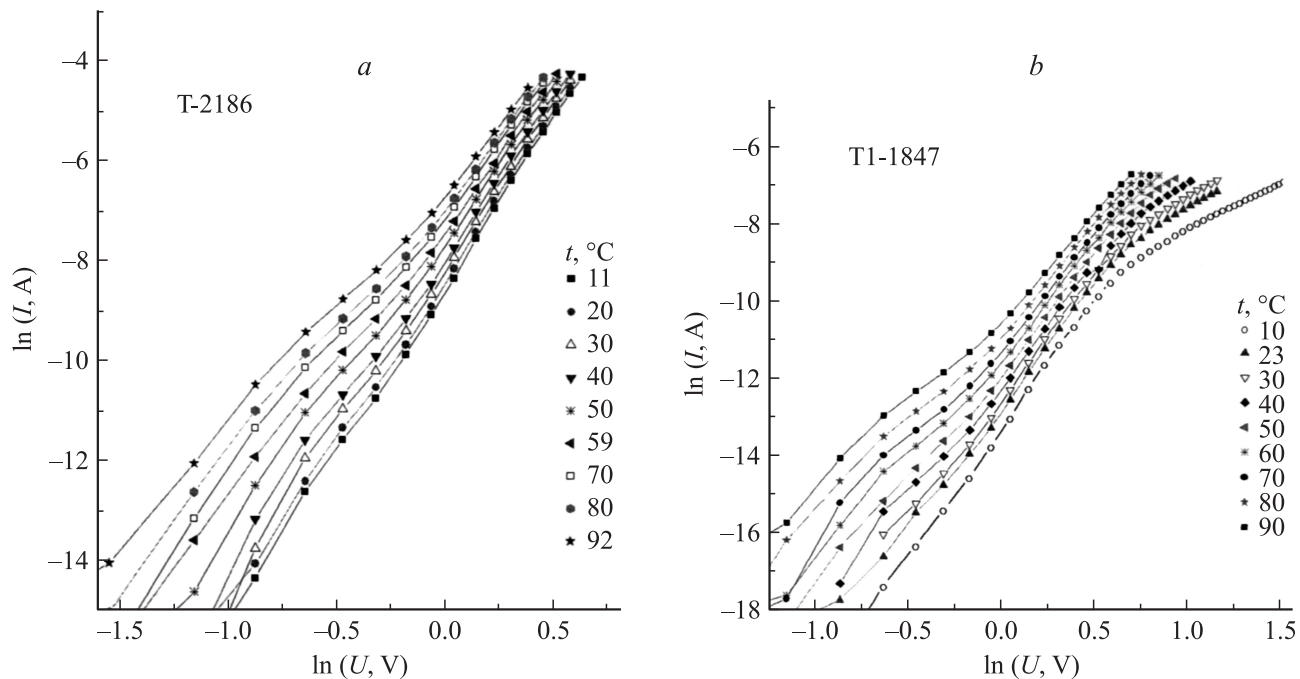 a
T-2186
ln (I, A)
–4
–6
–8
–10
–12
–14
–1.5 –1.0 –0.5 0.0 0.5
ln (U, V)
t, °C
11
20
30
40
50
59
70
80
92
b
T1-1847
ln (I, A)
–6
–8
–10
–12
–14
–16
–18
–1.0 –0.5 0.0 0.5 1.0 1.5
ln (U, V)
t, °C
10
23
30
40
50
60
70
80
90